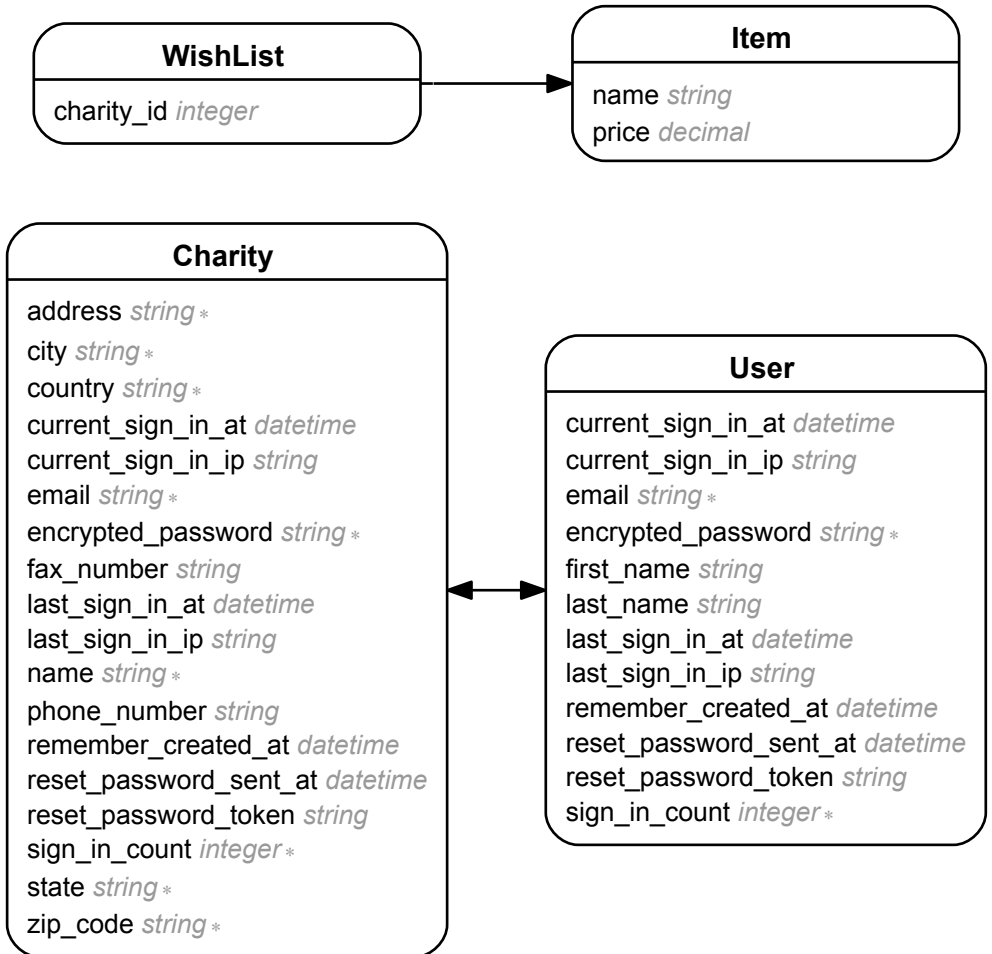 WishList
charity_id integer
Item
name string
price decimal
Charity
address string *
city string *
country string *
current_sign_in_at datetime
current_sign_in_ip string
email string *
encrypted_password string *
fax_number string
last_sign_in_at datetime
last_sign_in_ip string
name string *
phone_number string
remember_created_at datetime
reset_password_sent_at datetime
reset_password_token string
sign_in_count integer *
state string *
zip_code string *
User
current_sign_in_at datetime
current_sign_in_ip string
email string *
encrypted_password string *
first_name string
last_name string
last_sign_in_at datetime
last_sign_in_ip string
remember_created_at datetime
reset_password_sent_at datetime
reset_password_token string
sign_in_count integer *